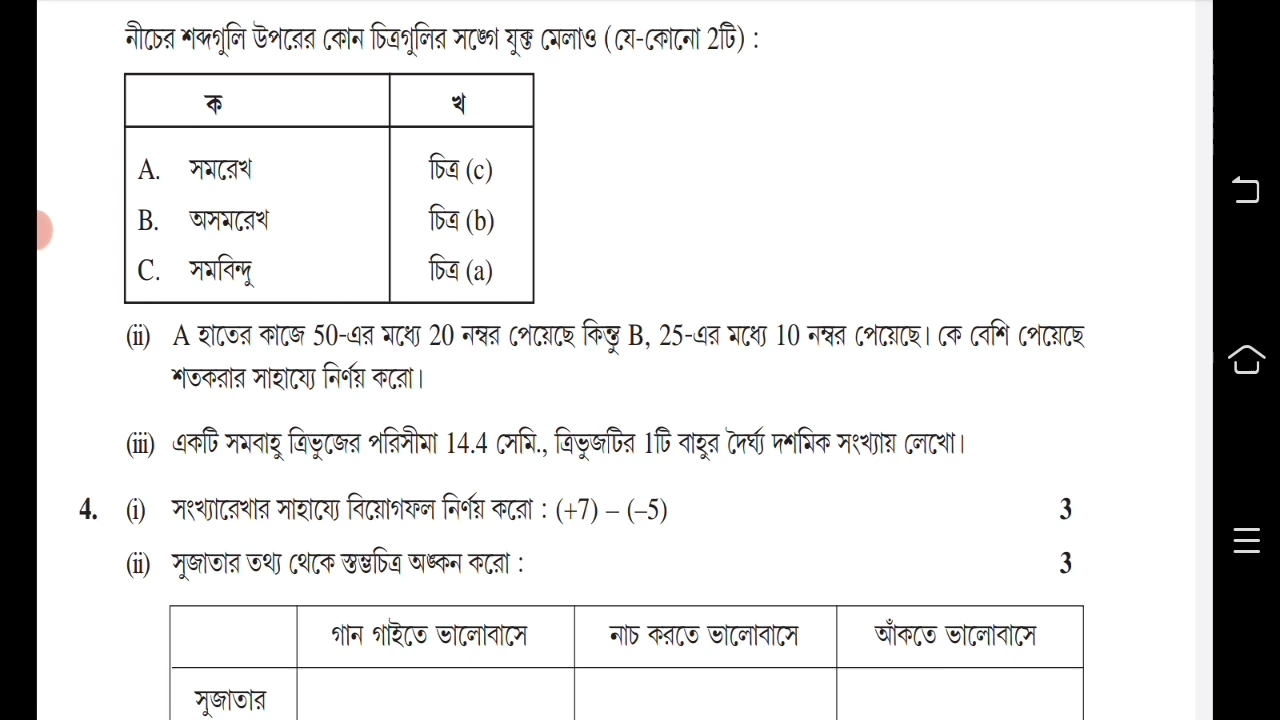 নীচের শব্দগুলি উপরের কোন চিত্রগুলির সঙ্গে যুক্ত মেলাও (যে-কোনো 2টি) :
ক খ
A. সমরেখ চিত্র (c)
B. অসমরেখ চিত্র (b)
C. সমবিন্দু চিত্র (a)
(ii) A হাতের কাজে 50-এর মধ্যে 20 নম্বর পেয়েছে কিন্তু B, 25-এর মধ্যে 10 নম্বর পেয়েছে। কে বেশি পেয়েছে
শতকরার সাহায্যে নির্ণয় করো।
(iii) একটি সমবাহু ত্রিভুজের পরিসীমা 14.4 সেমি., ত্রিভুজটির 1টি বাহুর দৈর্ঘ্য দশমিক সংখ্যায় লেখো।
4. (i) সংখ্যারেখার সাহায্যে বিয়োগফল নির্ণয় করো : (+7) – (–5) 3
(ii) সুজাতার তথ্য থেকে স্তম্ভচিত্র অঙ্কন করো : 3
গান গাইতে ভালোবাসে নাচ করতে ভালোবাসে আঁকতে ভালোবাসে
সুজাতার